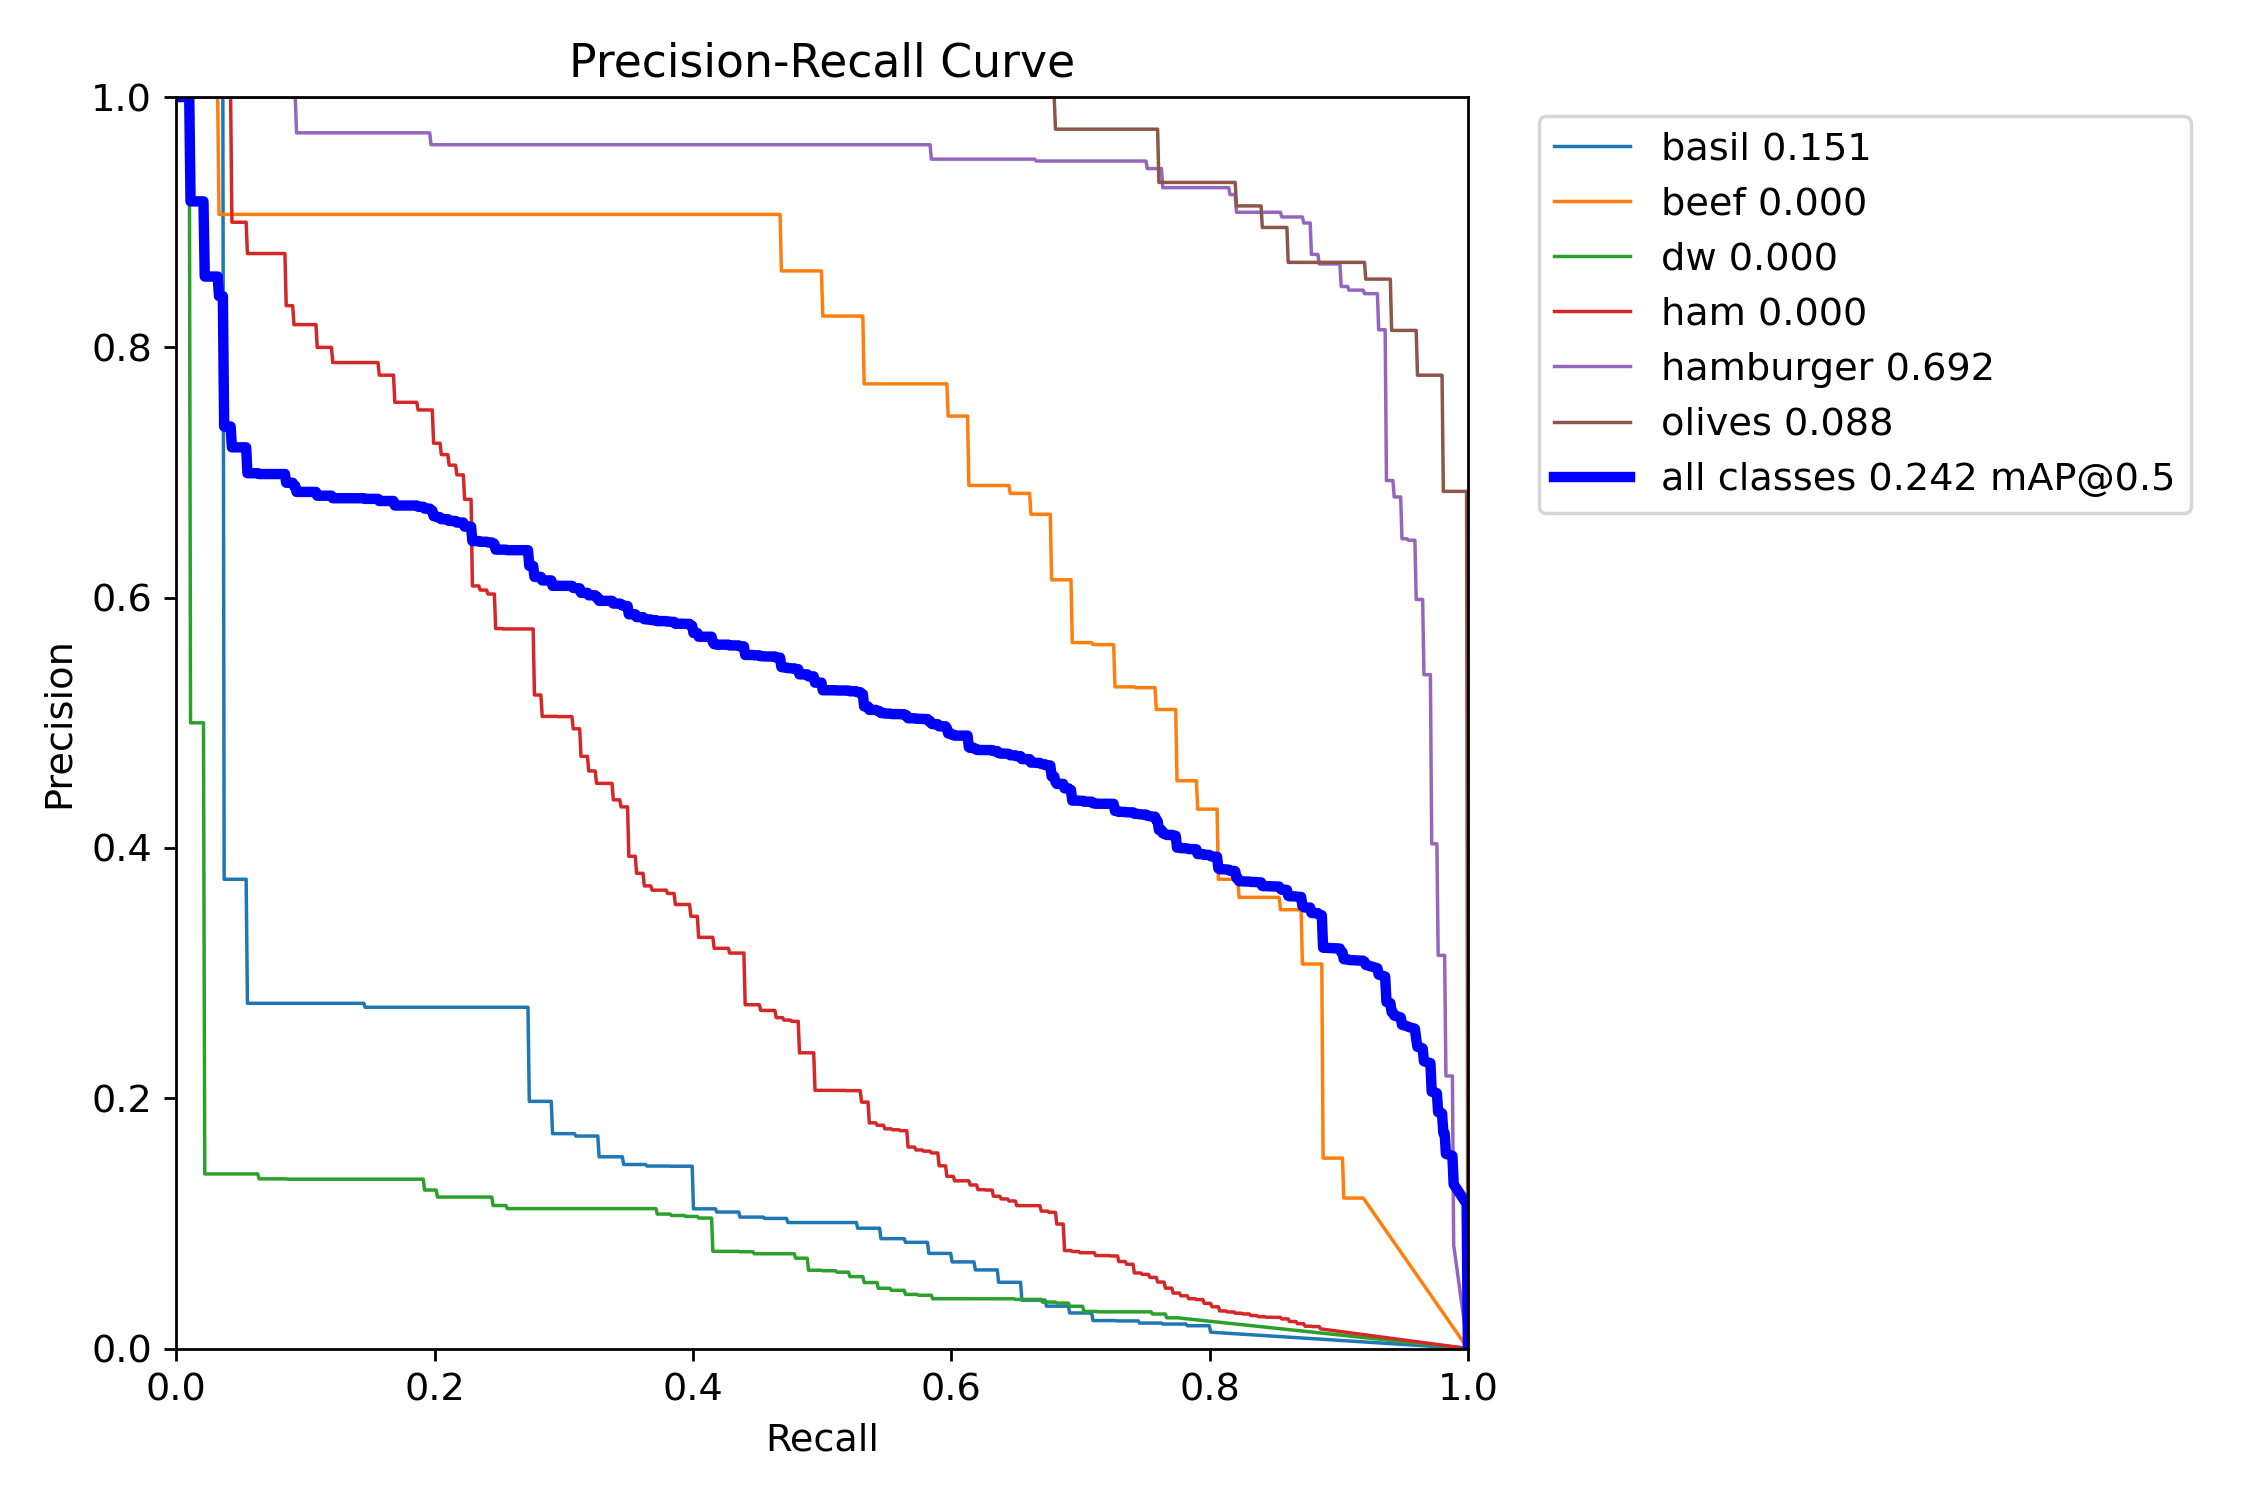 Precision-Recall Curve
1.0
0.8
0.6
0.4
0.2
0.0
Precision
0.0 0.2 0.4 0.6 0.8 1.0
Recall
basil 0.151
beef 0.000
dw 0.000
ham 0.000
hamburger 0.692
olives 0.088
all classes 0.242 mAP@0.5